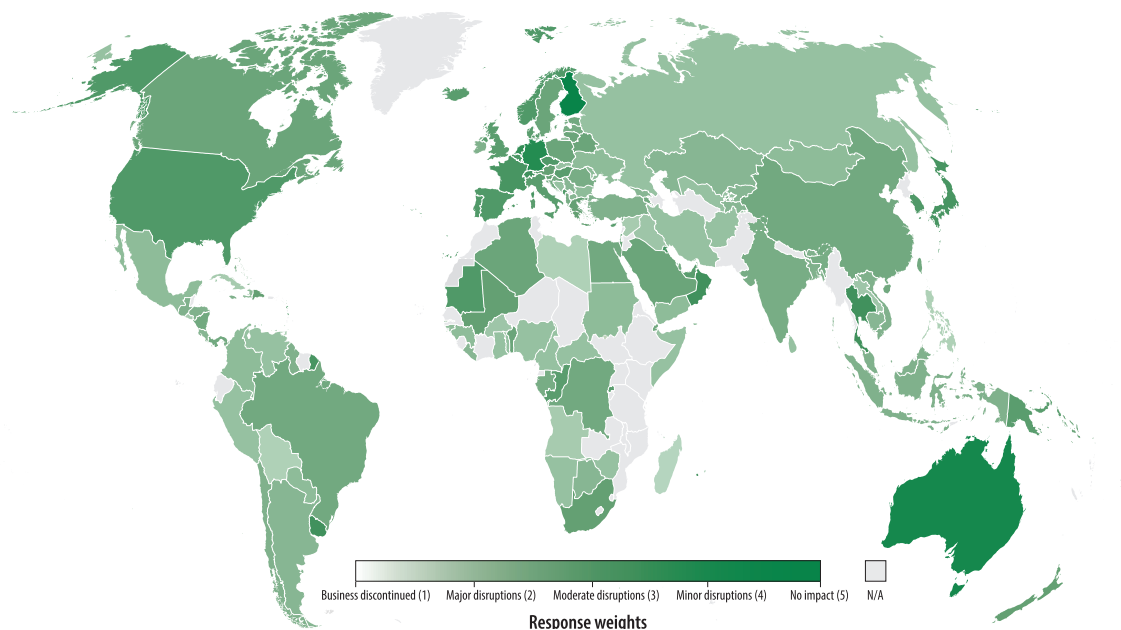 Business discontinued (1) Major disruptions (2) Moderate disruptions (3) Minor disruptions (4) No impact (5) N/A
Response weights